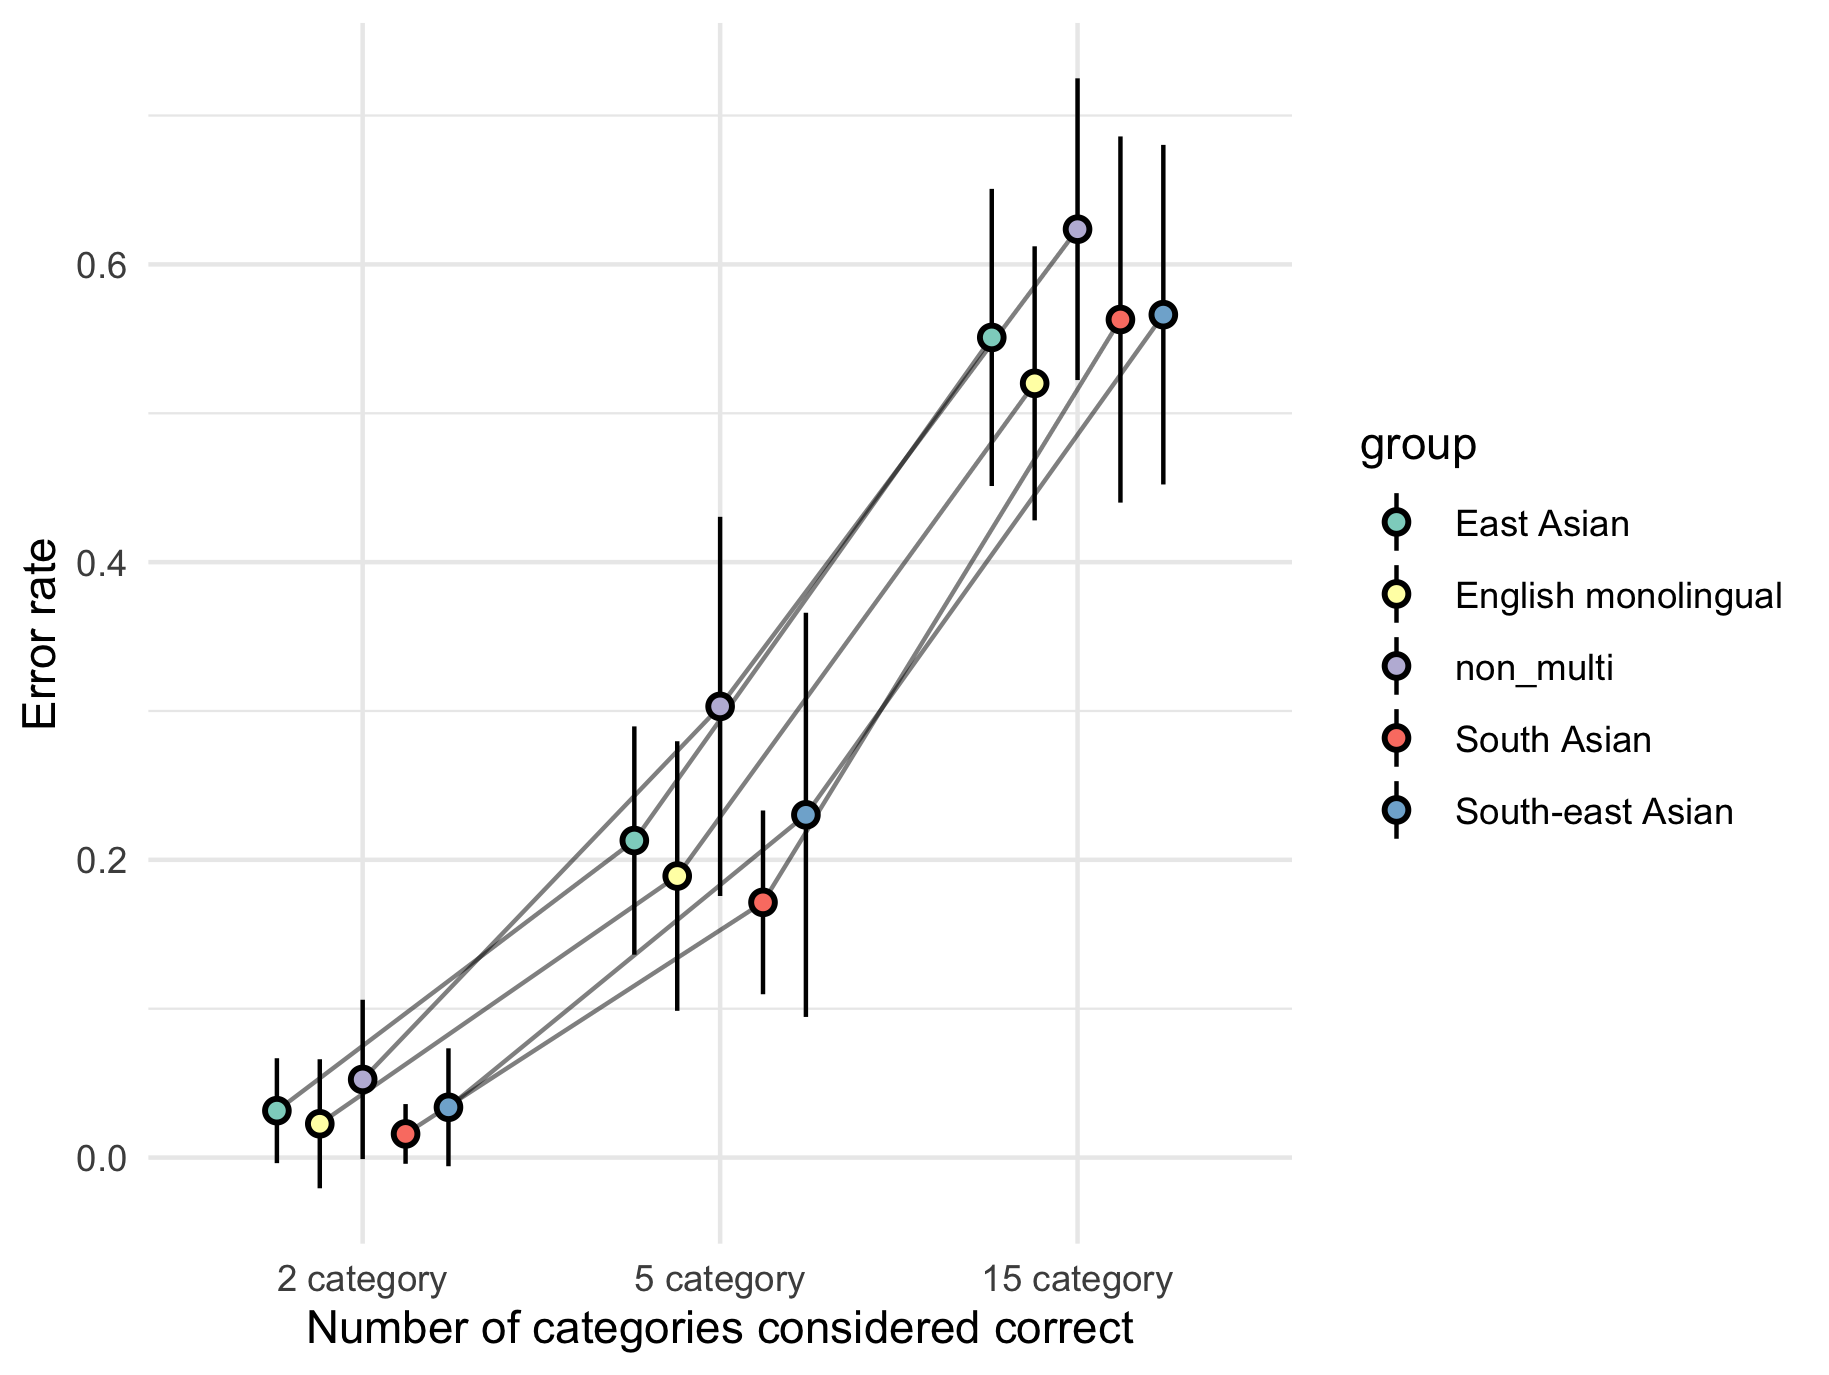 0.6
0.4
0.2
0.0
Error rate
2 category
5 category
15 category
Number of categories considered correct
group
East Asian
English monolingual
non_multi
South Asian
South-east Asian